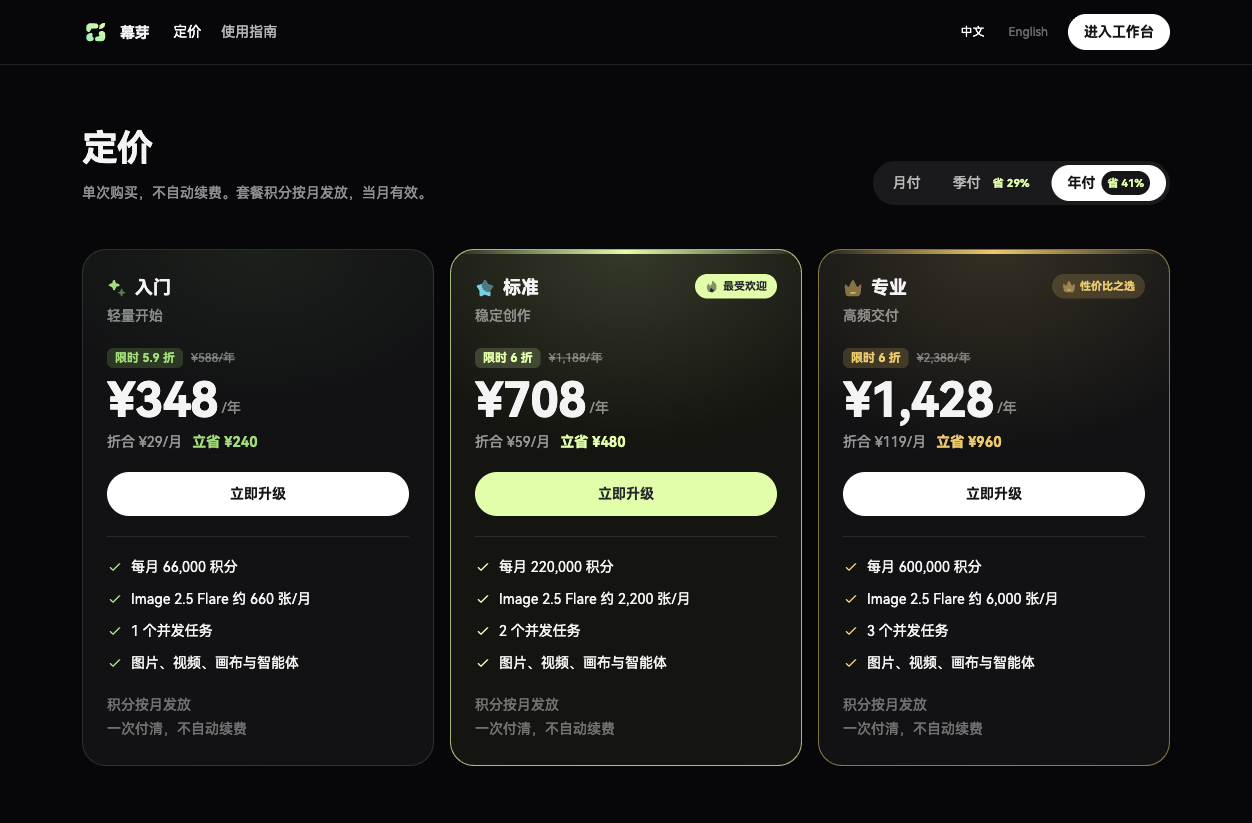 幕芽 定价 使用指南 中文 English 进入工作台
定价
单次购买，不自动续费。套餐积分按月发放，当月有效。
月付 季付 省 29% 年付 省 41%
入门
轻量开始
限时 5.9 折 ¥588/年
¥348 /年
折合 ¥29/月 立省 ¥240
立即升级
每月 66,000 积分
Image 2.5 Flare 约 660 张/月
1 个并发任务
图片、视频、画布与智能体
积分按月发放
一次付清，不自动续费
标准 最受欢迎
稳定创作
限时 6 折 ¥1,188/年
¥708 /年
折合 ¥59/月 立省 ¥480
立即升级
每月 220,000 积分
Image 2.5 Flare 约 2,200 张/月
2 个并发任务
图片、视频、画布与智能体
积分按月发放
一次付清，不自动续费
专业 性价比之选
高频交付
限时 6 折 ¥2,388/年
¥1,428 /年
折合 ¥119/月 立省 ¥960
立即升级
每月 600,000 积分
Image 2.5 Flare 约 6,000 张/月
3 个并发任务
图片、视频、画布与智能体
积分按月发放
一次付清，不自动续费